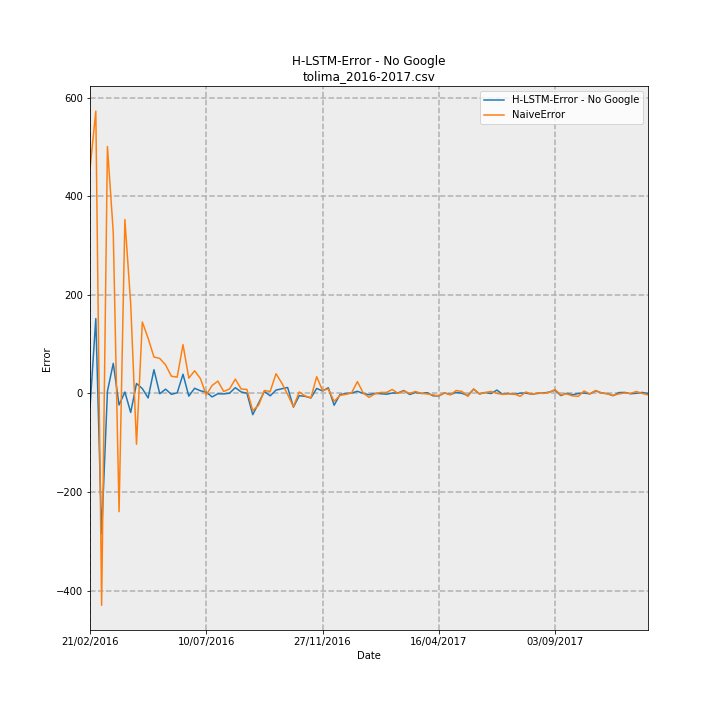 H-LSTM-Error - No Google
tolima_2016-2017.csv
H-LSTM-Error - No Google
NaiveError
600
400
200
0
−200
−400
Error
21/02/2016
10/07/2016
27/11/2016
16/04/2017
03/09/2017
Date